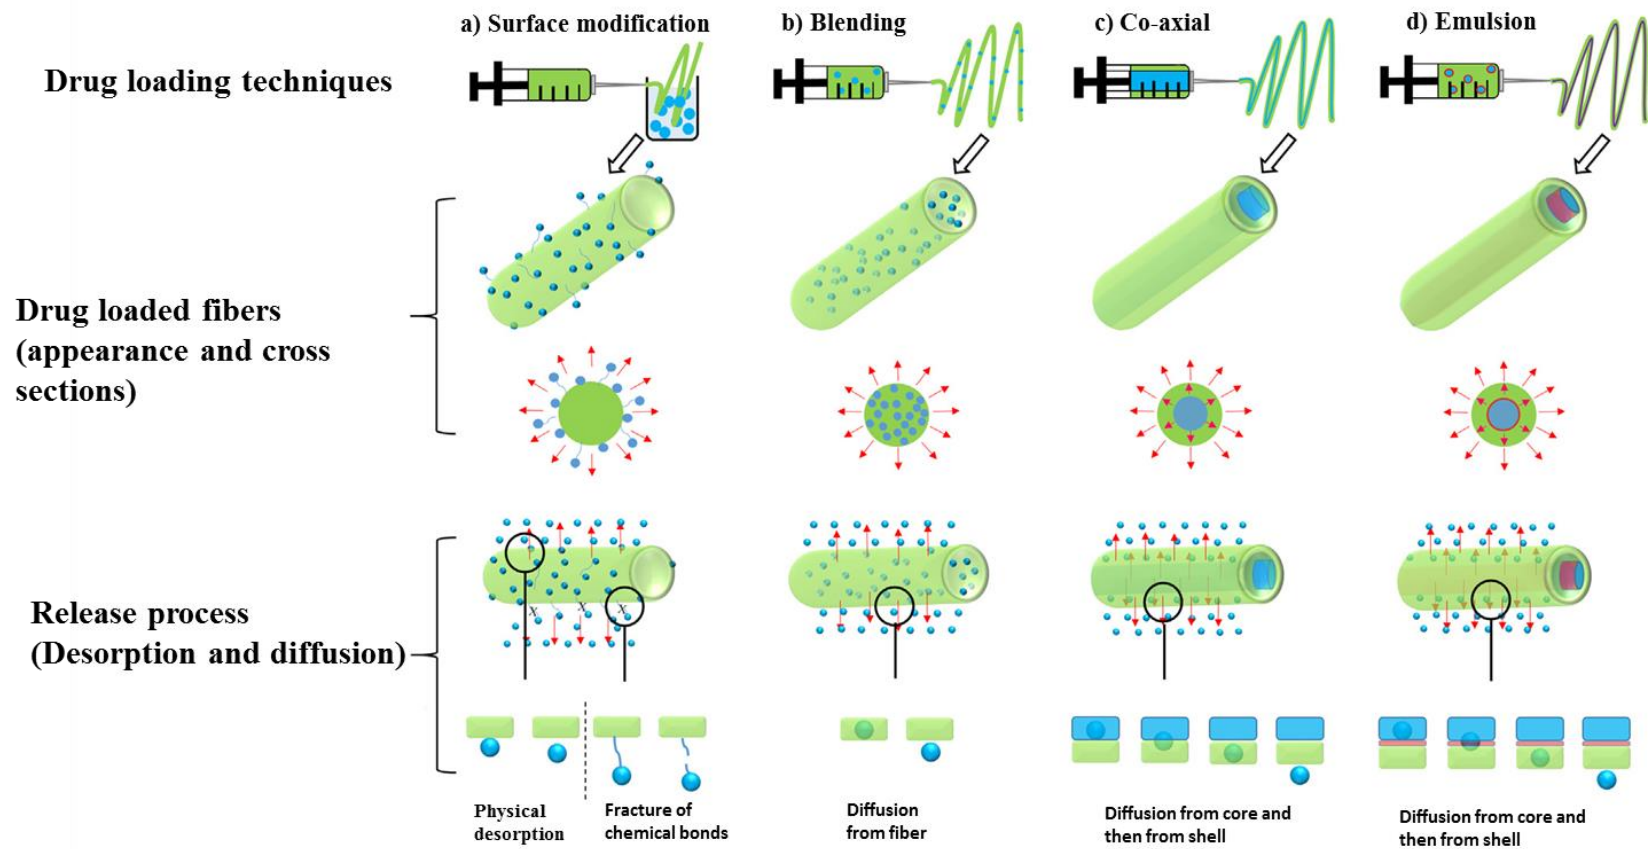 a) Surface modification
b) Blending
c) Co-axial
d) Emulsion
Drug loading techniques
Drug loaded fibers
(appearance and cross
sections)
Release process
(Desorption and diffusion)
x
x
x
Physical
desorption
Fracture of
chemical bonds
Diffusion
from fiber
Diffusion from core and
then from shell
Diffusion from core and
then from shell